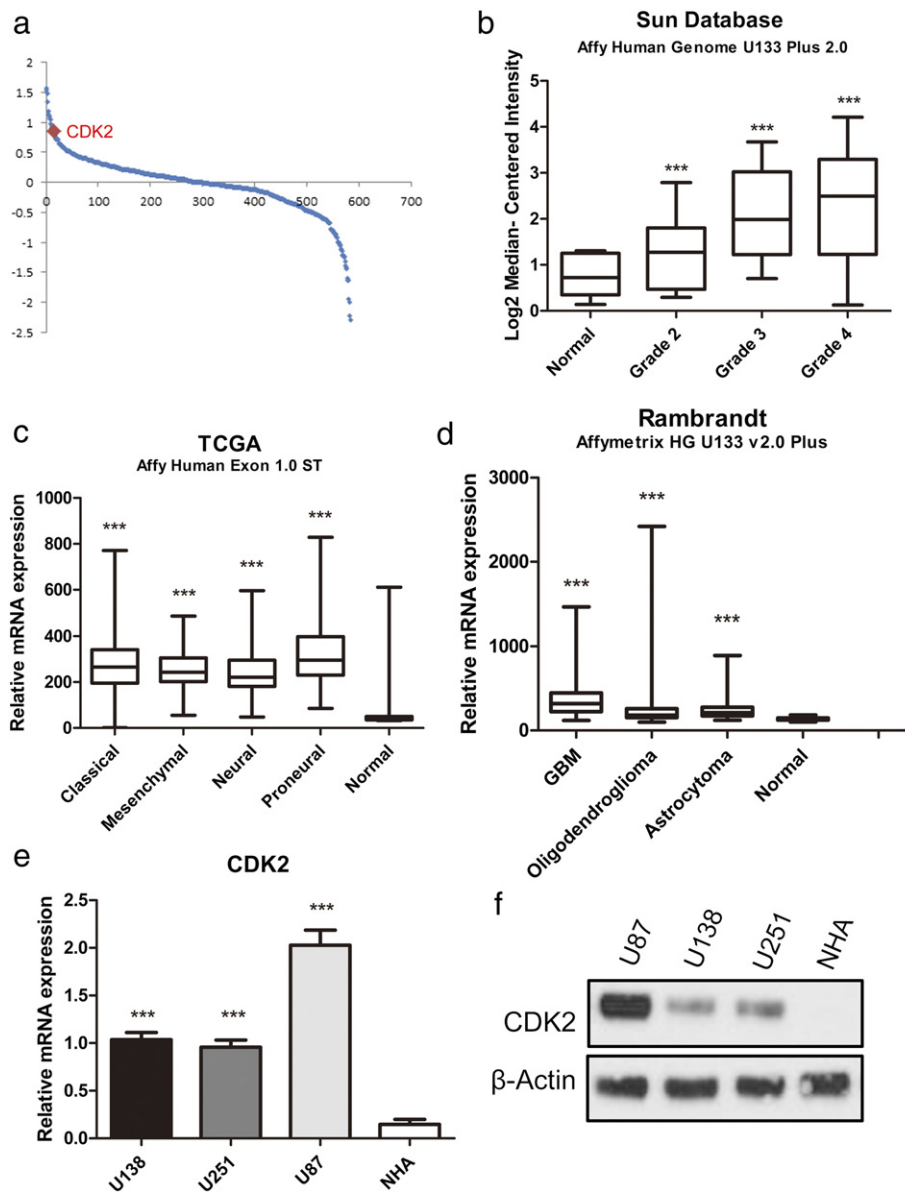 a
2
1.5
1
0.5
0
-0.5
-1
-1.5
-2
-2.5
0 100 200 300 400 500 600 700
CDK2
b
Sun Database
Affy Human Genome U133 Plus 2.0
Log2 Median- Centered Intensity
5
4
3
2
1
0
***
***
***
Normal
Grade 2
Grade 3
Grade 4
c
TCGA
Affy Human Exon 1.0 ST
Relative mRNA expression
1000
800
600
400
200
0
***
***
***
***
Classical
Mesenchymal
Neural
Proneural
Normal
d
Rambrandt
Affymetrix HG U133 v2.0 Plus
Relative mRNA expression
3000
2000
1000
0
***
***
***
GBM
Oligodendroglioma
Astrocytoma
Normal
e
CDK2
Relative mRNA expression
2.5
2.0
1.5
1.0
0.5
0.0
***
***
***
U138
U251
U87
NHA
f
U87
U138
U251
NHA
CDK2
β-Actin